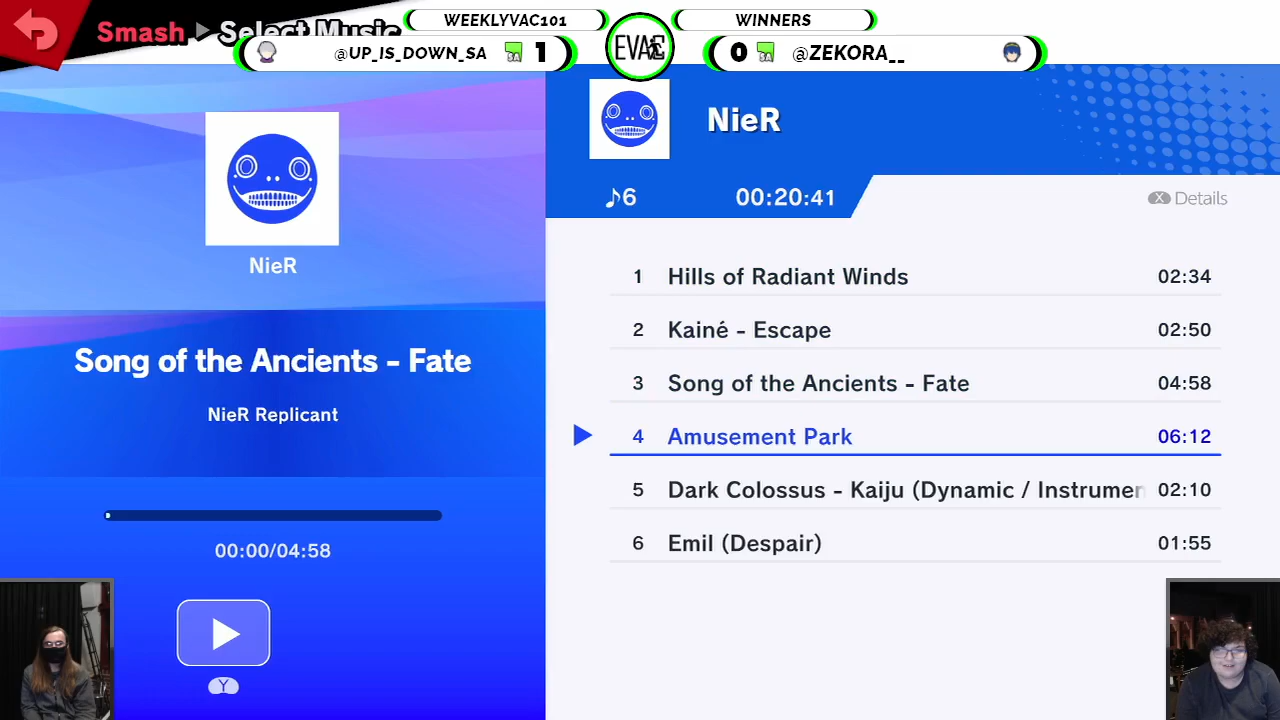 WEEKLYVAC101
WINNERS
Smash ▶ Select Music
@UP_IS_DOWN_SA
SA
1
EVAC
0
SA
@ZEKORA__
NieR
Song of the Ancients - Fate
NieR Replicant
00:00/04:58
Y
NieR
♪6
00:20:41
X Details
1 Hills of Radiant Winds 02:34
2 Kainé - Escape 02:50
3 Song of the Ancients - Fate 04:58
4 Amusement Park 06:12
5 Dark Colossus - Kaiju (Dynamic / Instrumen 02:10
6 Emil (Despair) 01:55